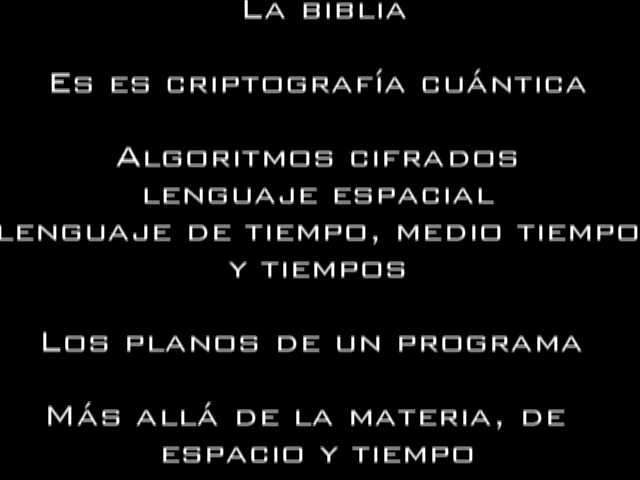 La biblia
Es es criptografía cuántica
Algoritmos cifrados
lenguaje espacial
lenguaje de tiempo, medio tiempo
y tiempos
Los planos de un programa
Más allá de la materia, de
espacio y tiempo